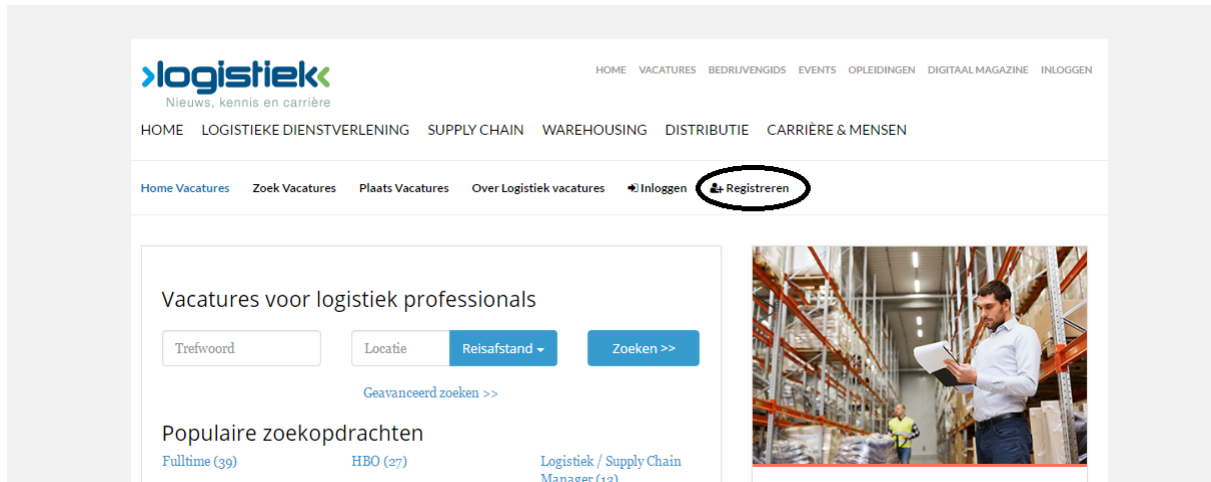 ›logistiek‹
HOME VACATURES BEDRIJVENGIDS EVENTS OPLEIDINGEN DIGITAAL MAGAZINE INLOGGEN
Nieuws, kennis en carrière
HOME LOGISTIEKE DIENSTVERLENING SUPPLY CHAIN WAREHOUSING DISTRIBUTIE CARRIÈRE & MENSEN
Home Vacatures Zoek Vacatures Plaats Vacatures Over Logistiek vacatures Inloggen Registreren
Vacatures voor logistiek professionals
Trefwoord Locatie Reisafstand Zoeken >>
Geavanceerd zoeken >>
Populaire zoekopdrachten
Fulltime (39) HBO (27) Logistiek / Supply Chain
Manager (13)